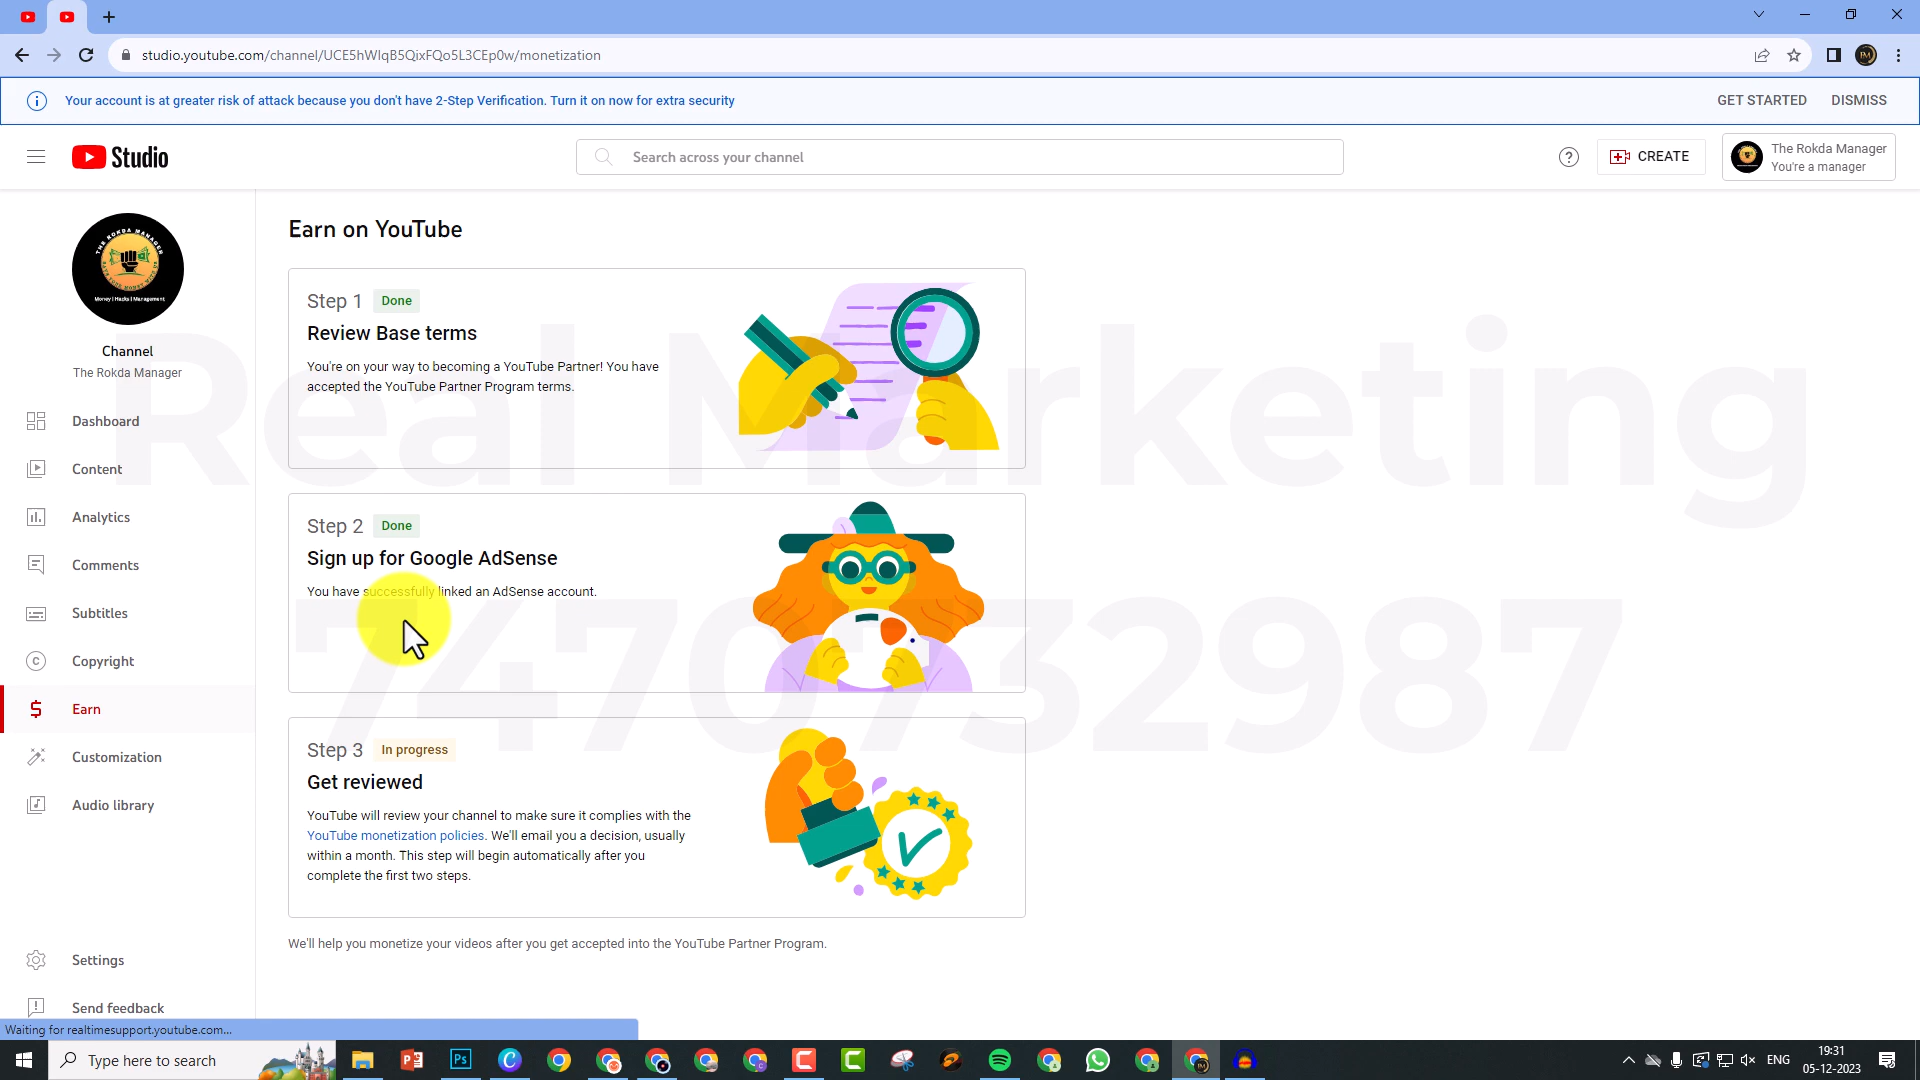 studio.youtube.com/channel/UCE5hWIqB5QixFQo5L3CEp0w/monetization
Your account is at greater risk of attack because you don't have 2-Step Verification. Turn it on now for extra security
GET STARTED
DISMISS
Studio
Search across your channel
CREATE
The Rokda Manager
You're a manager
THE ROKDA MANAGER
Money | Hacks | Management
Channel
The Rokda Manager
Dashboard
Content
Analytics
Comments
Subtitles
Copyright
Earn
Customization
Audio library
Settings
Send feedback
Earn on YouTube
Step 1 Done
Review Base terms
You're on your way to becoming a YouTube Partner! You have
accepted the YouTube Partner Program terms.
Step 2 Done
Sign up for Google AdSense
You have successfully linked an AdSense account.
Step 3 In progress
Get reviewed
YouTube will review your channel to make sure it complies with the
YouTube monetization policies. We'll email you a decision, usually
within a month. This step will begin automatically after you
complete the first two steps.
We'll help you monetize your videos after you get accepted into the YouTube Partner Program.
Real Marketing
7470732987
Waiting for realtimesupport.youtube.com...
Type here to search
Ps
ENG
19:31
05-12-2023